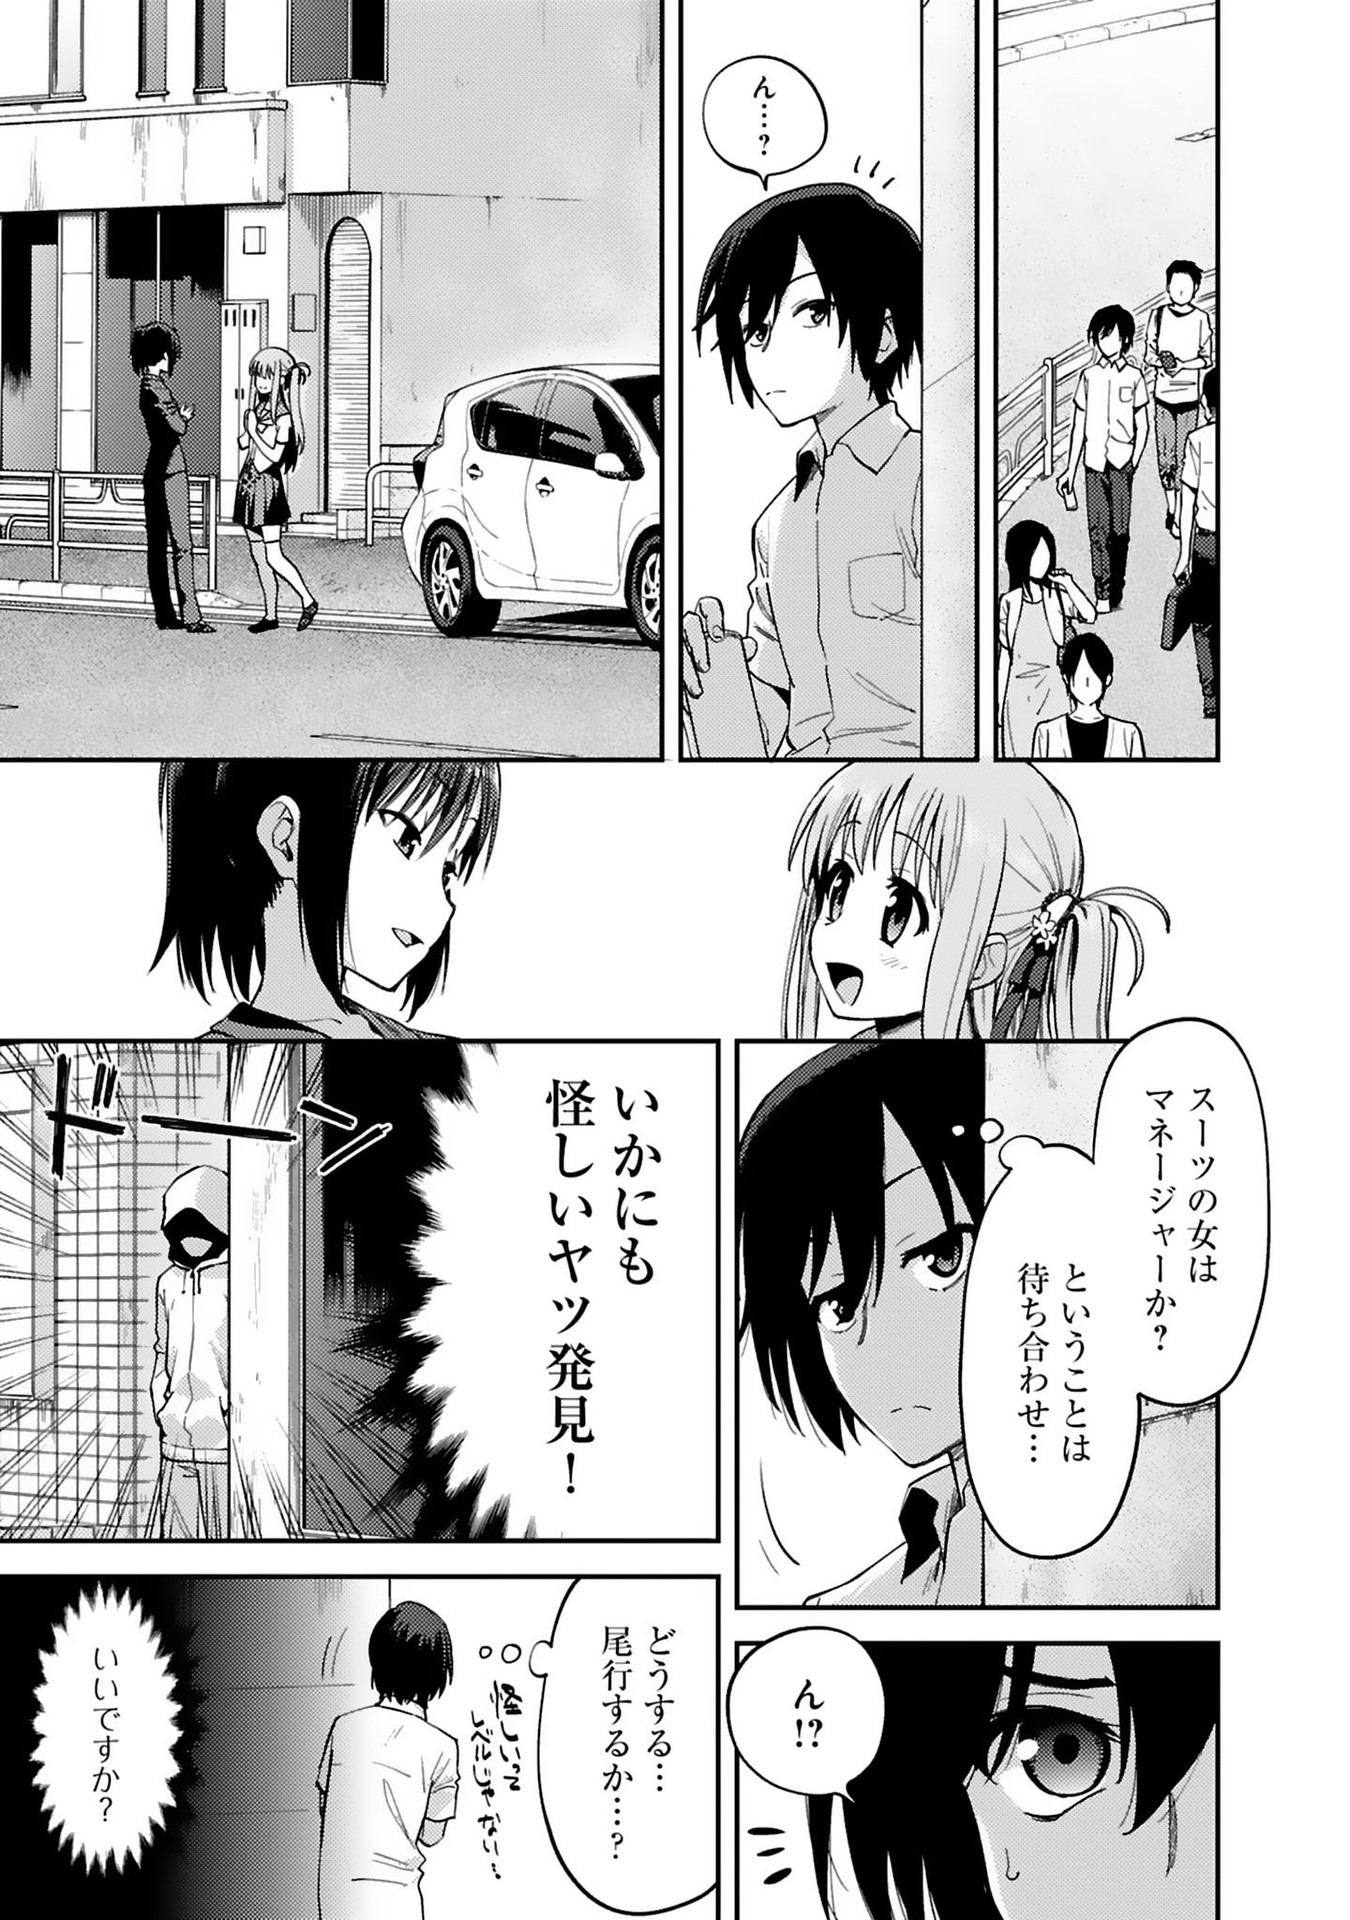 ん…?
スーツの女は
マネージャーか?
ということは
待ち合わせ…
いかにも
怪しいヤツ発見!
ドーン
ん!?
どうする…
尾行するか…?
怪しいって
レベルじゃない…
いいですか?